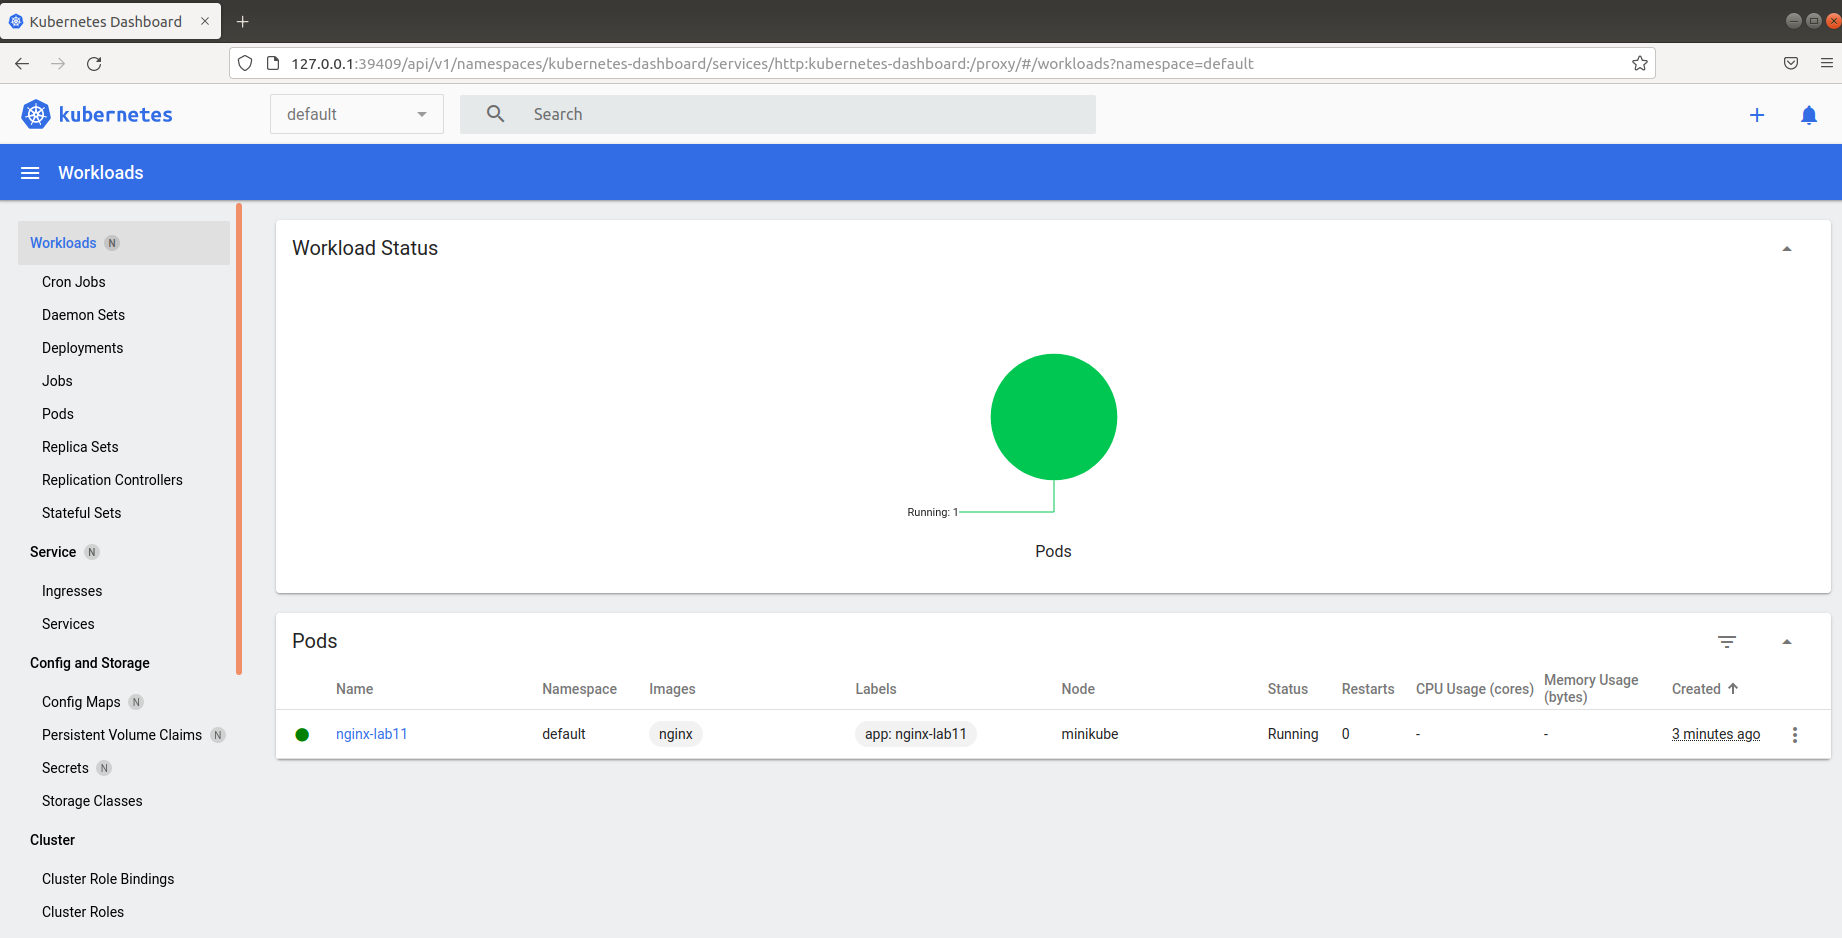 Kubernetes Dashboard
127.0.0.1:39409/api/v1/namespaces/kubernetes-dashboard/services/http:kubernetes-dashboard:/proxy/#/workloads?namespace=default
kubernetes
default
Search
Workloads
Workloads N
Cron Jobs
Daemon Sets
Deployments
Jobs
Pods
Replica Sets
Replication Controllers
Stateful Sets
Service N
Ingresses
Services
Config and Storage
Config Maps N
Persistent Volume Claims N
Secrets N
Storage Classes
Cluster
Cluster Role Bindings
Cluster Roles
Workload Status
Running: 1
Pods
Pods
Name Namespace Images Labels Node Status Restarts CPU Usage (cores) Memory Usage (bytes) Created
nginx-lab11 default nginx app: nginx-lab11 minikube Running 0 - - 3 minutes ago